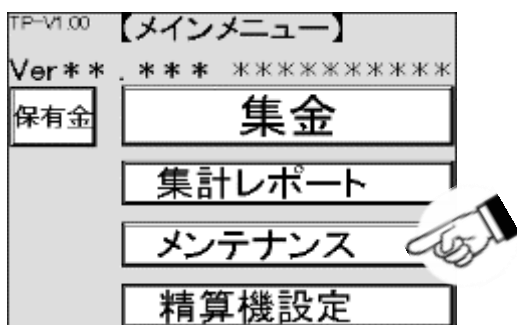 TP-V1.00 【メインメニュー】
Ver** . *** **********
保有金 集金
集計レポート
メンテナンス
精算機設定